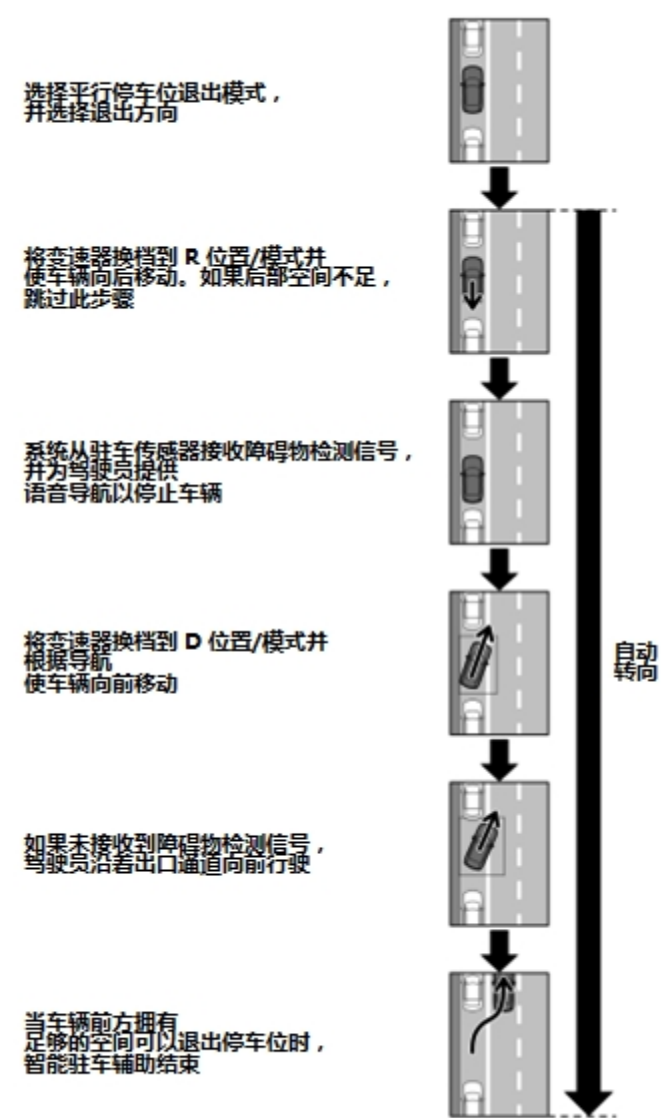 选择平行停车位退出模式，
并选择退出方向
将变速器换档到 R 位置/模式并
使车辆向后移动。如果后部空间不足，
跳过此步骤
系统从驻车传感器接收障碍物检测信号，
并为驾驶员提供
语音导航以停止车辆
将变速器换档到 D 位置/模式并
根据导航
使车辆向前移动
自动
转向
如果未接收到障碍物检测信号，
驾驶员沿着出口通道向前行驶
当车辆前方拥有
足够的空间可以退出停车位时，
智能驻车辅助结束